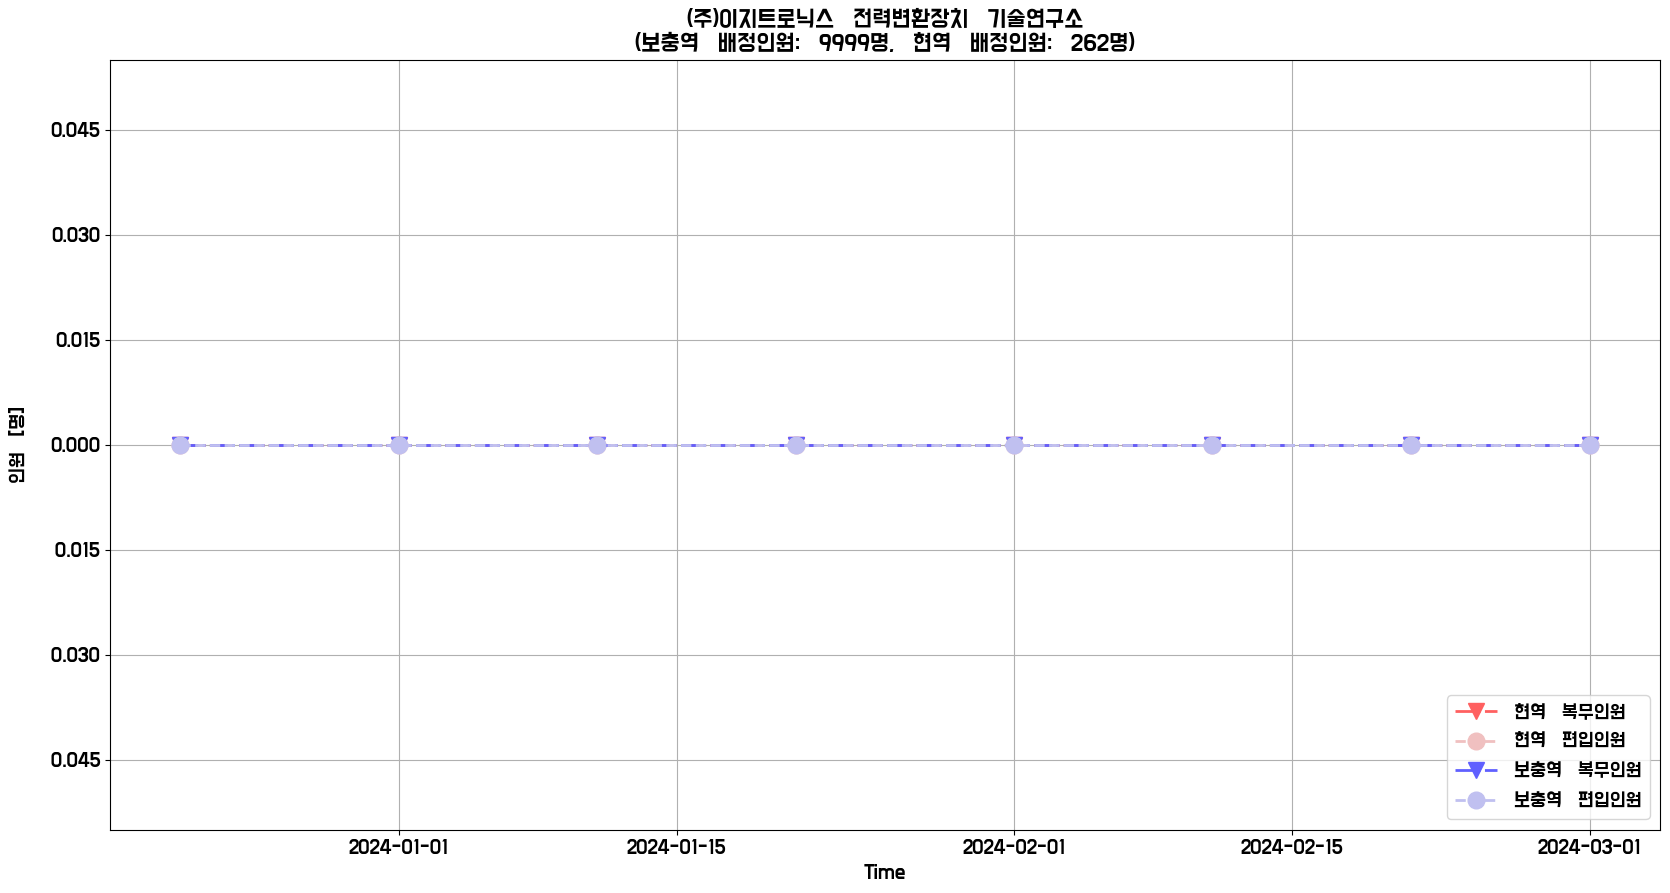 (주)이지트로닉스 전력변환장치 기술연구소
(보충역 배정인원: 9999명, 현역 배정인원: 262명)
인원 [명]
0.045
0.030
0.015
0.000
0.015
0.030
0.045
현역 복무인원
현역 편입인원
보충역 복무인원
보충역 편입인원
2024-01-01 2024-01-15 2024-02-01 2024-02-15 2024-03-01
Time